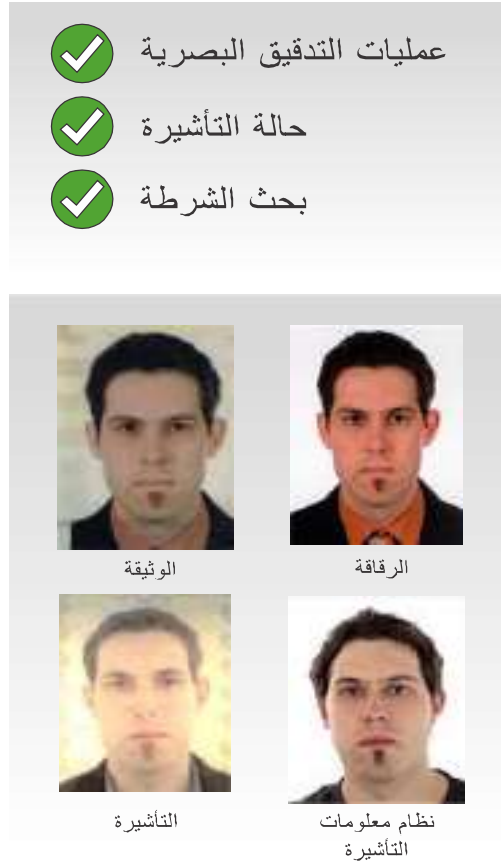 عمليات التدقيق البصرية
حالة التأشيرة
بحث الشرطة
الوثيقة
الرقاقة
التأشيرة
نظام معلومات
التأشيرة